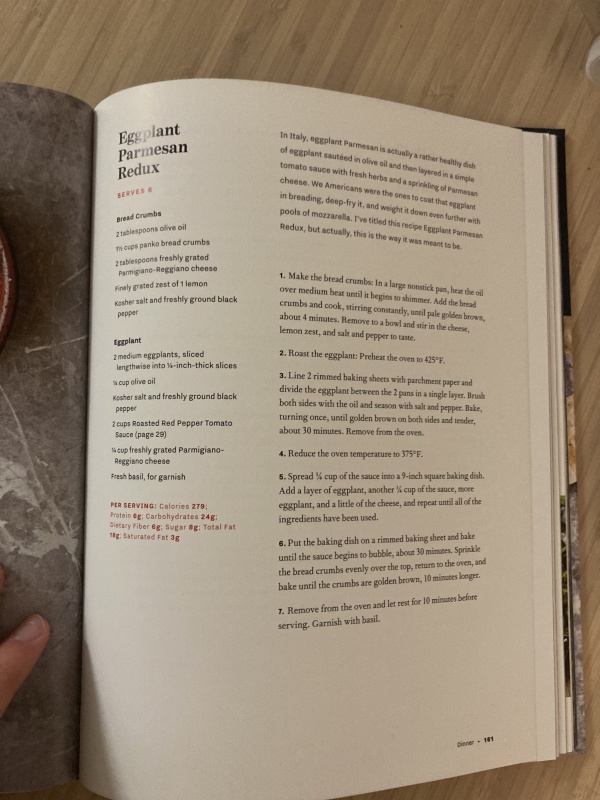 Eggplant
Parmesan
Redux
SERVES 6
Bread Crumbs
2 tablespoons olive oil
1½ cups panko bread crumbs
2 tablespoons freshly grated
Parmigiano-Reggiano cheese
Finely grated zest of 1 lemon
Kosher salt and freshly ground black
pepper
Eggplant
2 medium eggplants, sliced
lengthwise into ¼-inch-thick slices
¼ cup olive oil
Kosher salt and freshly ground black
pepper
2 cups Roasted Red Pepper Tomato
Sauce (page 29)
¼ cup freshly grated Parmigiano-
Reggiano cheese
Fresh basil, for garnish
PER SERVING: Calories 279;
Protein 6g; Carbohydrates 24g;
Dietary Fiber 6g; Sugar 8g; Total Fat
18g; Saturated Fat 3g
In Italy, eggplant Parmesan is actually a rather healthy dish
of eggplant sautéed in olive oil and then layered in a simple
tomato sauce with fresh herbs and a sprinkling of Parmesan
cheese. We Americans were the ones to coat that eggplant
in breading, deep-fry it, and weight it down even further with
pools of mozzarella. I've titled this recipe Eggplant Parmesan
Redux, but actually, this is the way it was meant to be.
1. Make the bread crumbs: In a large nonstick pan, heat the oil
over medium heat until it begins to shimmer. Add the bread
crumbs and cook, stirring constantly, until pale golden brown,
about 4 minutes. Remove to a bowl and stir in the cheese,
lemon zest, and salt and pepper to taste.
2. Roast the eggplant: Preheat the oven to 425°F.
3. Line 2 rimmed baking sheets with parchment paper and
divide the eggplant between the 2 pans in a single layer. Brush
both sides with the oil and season with salt and pepper. Bake,
turning once, until golden brown on both sides and tender,
about 30 minutes. Remove from the oven.
4. Reduce the oven temperature to 375°F.
5. Spread ¼ cup of the sauce into a 9-inch square baking dish.
Add a layer of eggplant, another ¼ cup of the sauce, more
eggplant, and a little of the cheese, and repeat until all of the
ingredients have been used.
6. Put the baking dish on a rimmed baking sheet and bake
until the sauce begins to bubble, about 30 minutes. Sprinkle
the bread crumbs evenly over the top, return to the oven, and
bake until the crumbs are golden brown, 10 minutes longer.
7. Remove from the oven and let rest for 10 minutes before
serving. Garnish with basil.
Dinner • 161